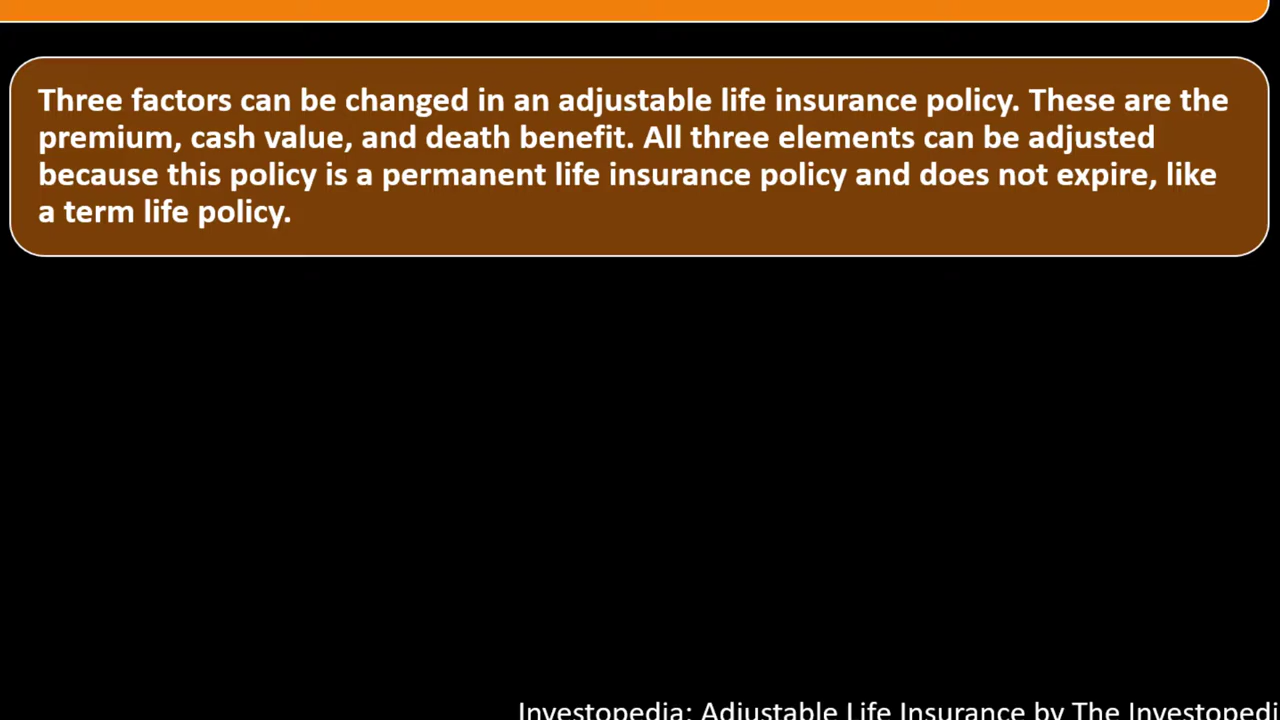 Three factors can be changed in an adjustable life insurance policy. These are the
premium, cash value, and death benefit. All three elements can be adjusted
because this policy is a permanent life insurance policy and does not expire, like
a term life policy.
Investopedia: Adjustable Life Insurance by The Investopedi